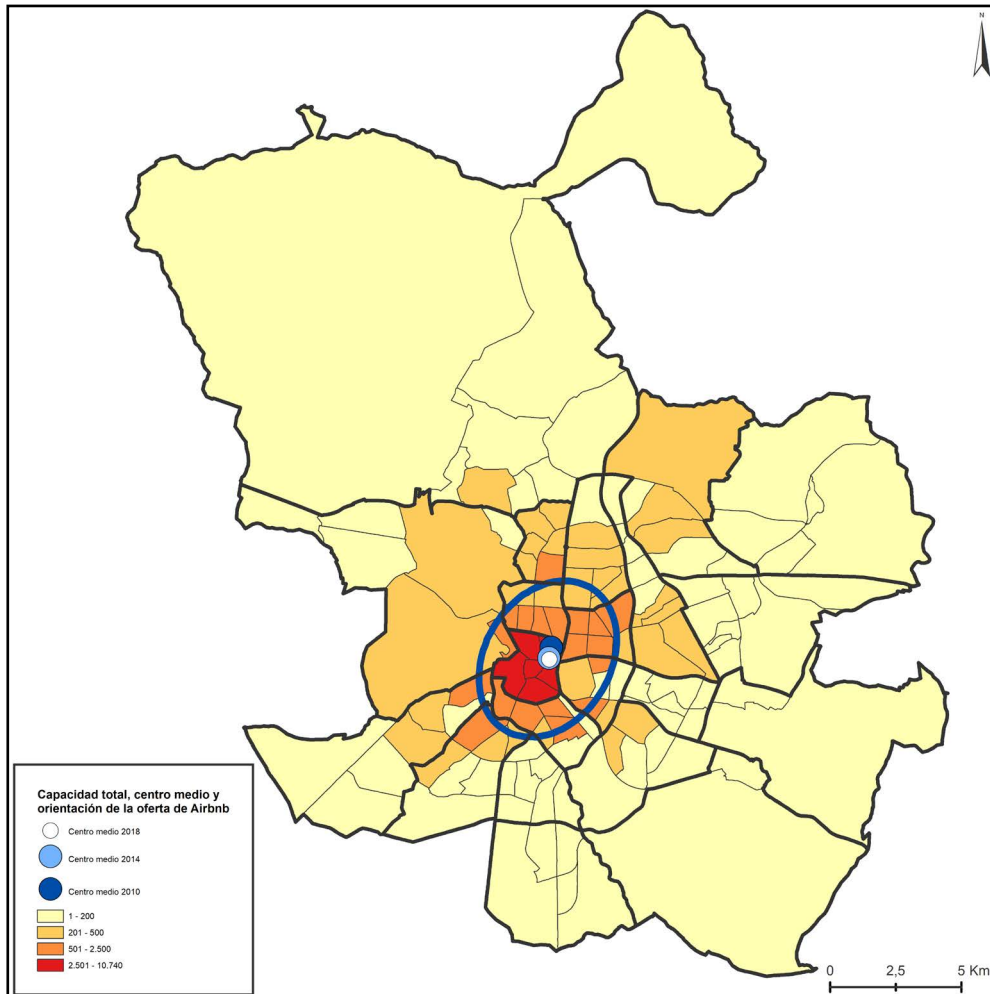 N
Capacidad total, centro medio y
orientación de la oferta de Airbnb
Centro medio 2018
Centro medio 2014
Centro medio 2010
1 - 200
201 - 500
501 - 2.500
2.501 - 10.740
0 2,5 5 Km